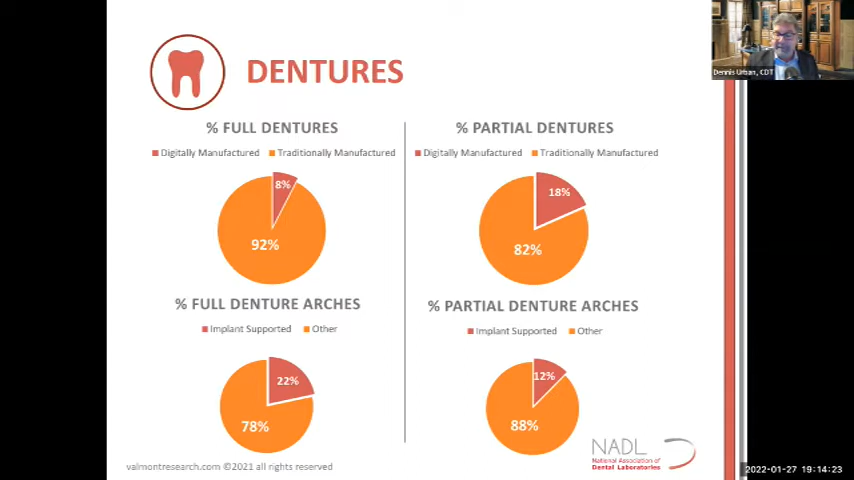 Dennis Urban, CDT
DENTURES
% FULL DENTURES
Digitally Manufactured Traditionally Manufactured
8%
92%
% PARTIAL DENTURES
Digitally Manufactured Traditionally Manufactured
18%
82%
% FULL DENTURE ARCHES
Implant Supported Other
22%
78%
% PARTIAL DENTURE ARCHES
Implant Supported Other
12%
88%
NADL
National Association of
Dental Laboratories
valmontresearch.com ©2021 all rights reserved
2022-01-27 19:14:23